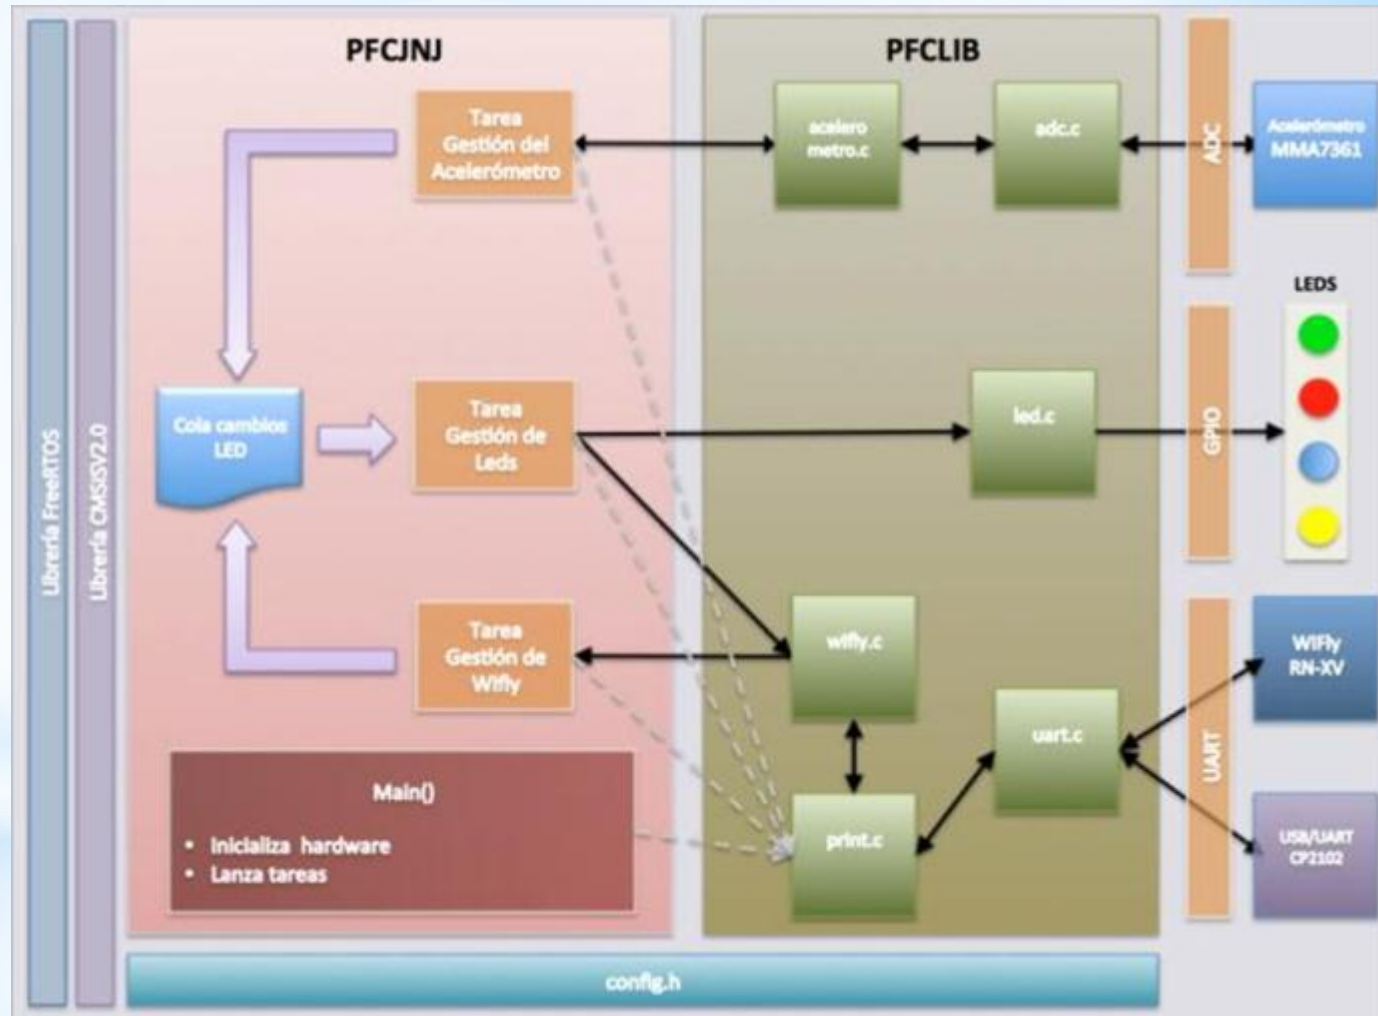 Librería FreeRTOS
Librería CMSISV2.0
PFCJNJ
Tarea
Gestión del
Acelerómetro
Cola cambios
LED
Tarea
Gestión de
Leds
Tarea
Gestión de
Wifly
Main()
• Inicializa hardware
• Lanza tareas
PFCLIB
acelero
metro.c
adc.c
led.c
wifly.c
uart.c
print.c
config.h
ADC
GPIO
UART
Acelerómetro
MMA7361
LEDS
WiFly
RN-XV
USB/UART
CP2102